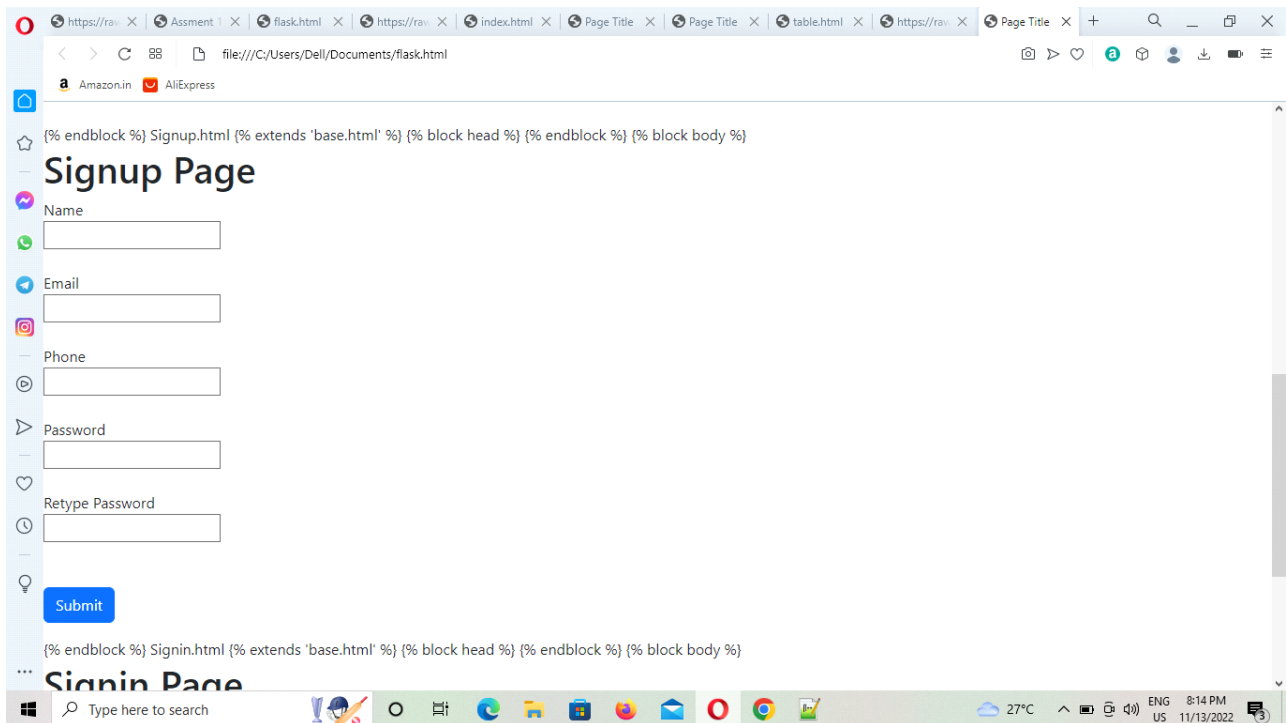 https://raw Assment 1 flask.html https://raw index.html Page Title Page Title table.html https://raw Page Title
file:///C:/Users/Dell/Documents/flask.html
a Amazon.in AliExpress
{% endblock %} Signup.html {% extends 'base.html' %} {% block head %} {% endblock %} {% block body %}
Signup Page
Name
Email
Phone
Password
Retype Password
Submit
{% endblock %} Signin.html {% extends 'base.html' %} {% block head %} {% endblock %} {% block body %}
Signin Page
Type here to search
27°C
ENG 8:14 PM
US 11/13/2022
3